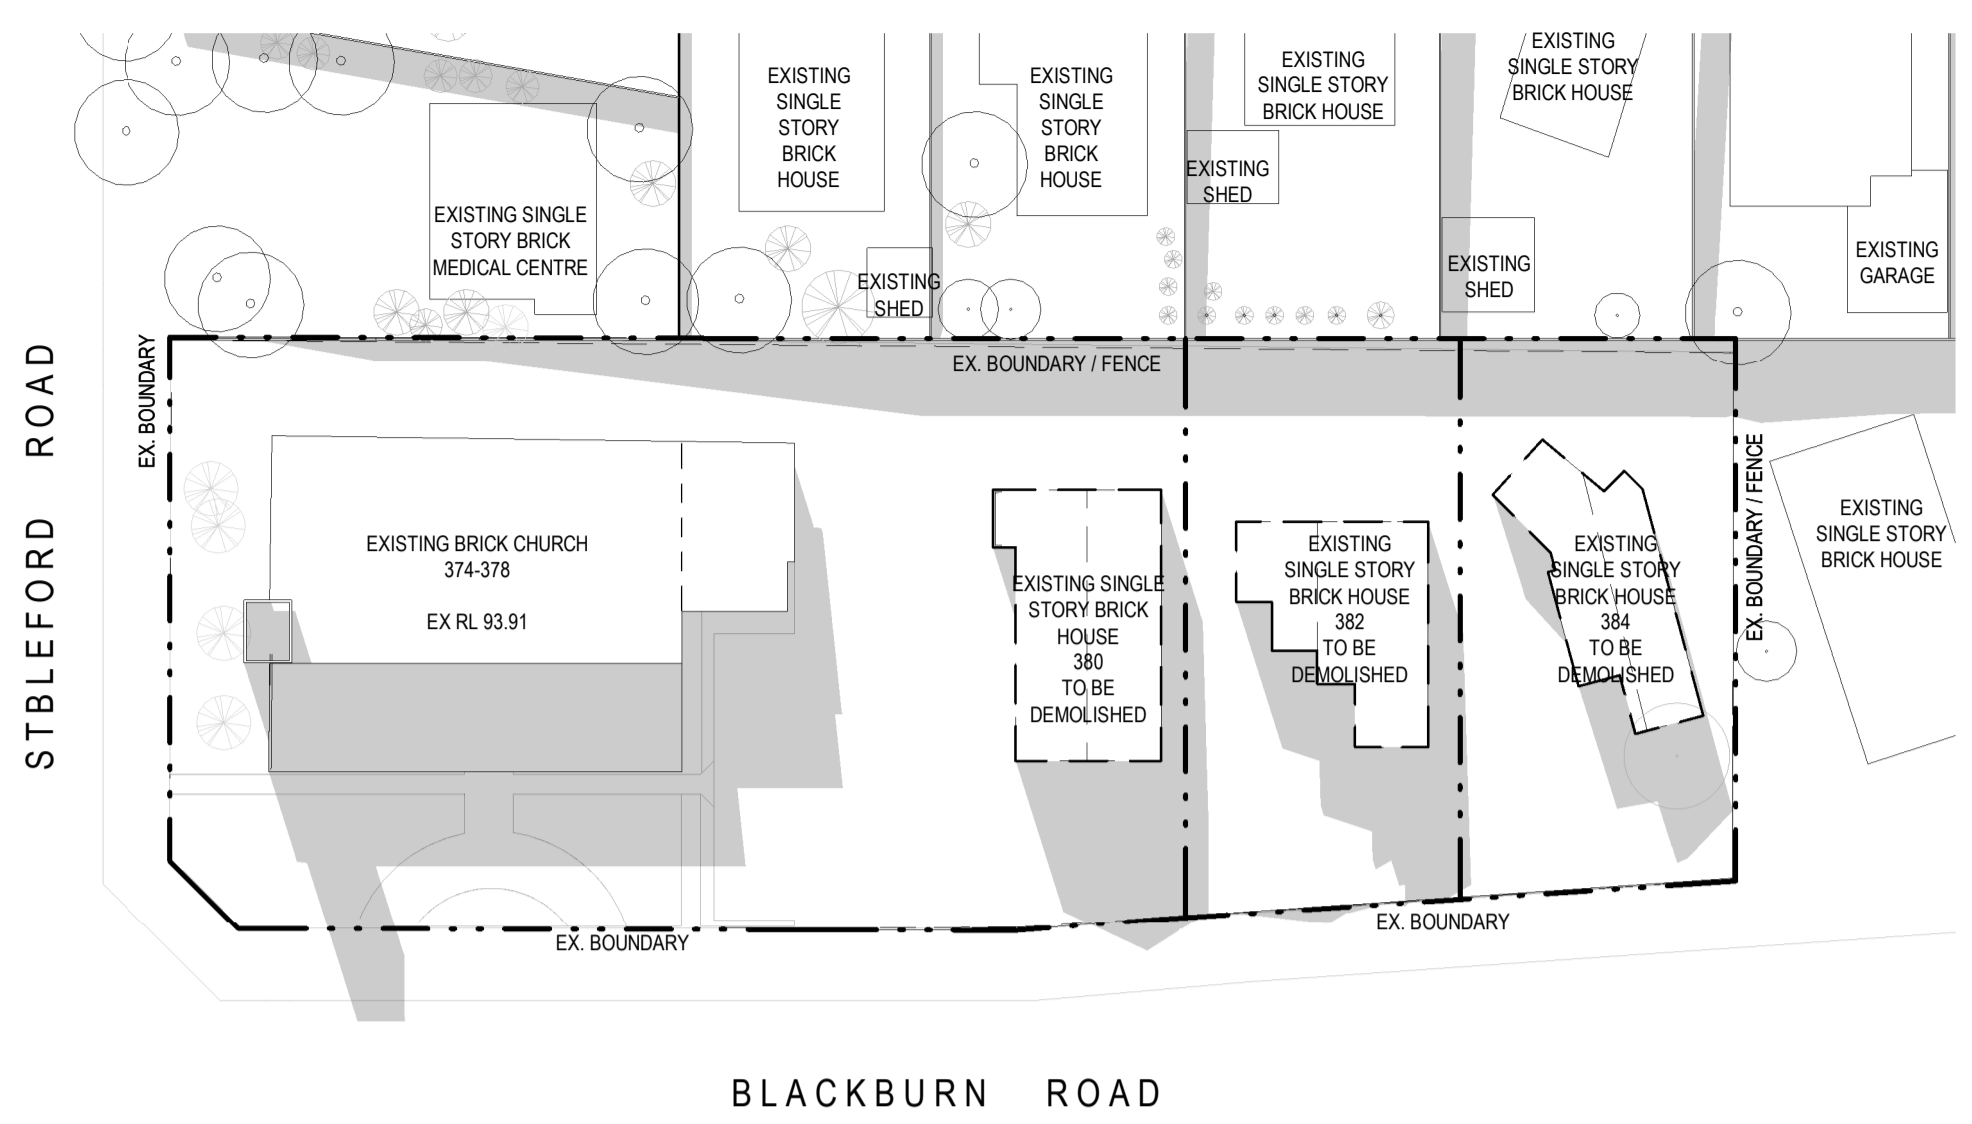 EXISTING
SINGLE
STORY
BRICK
HOUSE
EXISTING
SINGLE
STORY
BRICK
HOUSE
EXISTING
SINGLE STORY
BRICK HOUSE
EXISTING
SINGLE STORY
BRICK HOUSE
EXISTING
SHED
EXISTING SINGLE
STORY BRICK
MEDICAL CENTRE
EXISTING
SHED
EXISTING
SHED
EXISTING
GARAGE
EX. BOUNDARY
EX. BOUNDARY / FENCE
STBLEFORD ROAD
EXISTING BRICK CHURCH
374-378
EX RL 93.91
EXISTING SINGLE
STORY BRICK
HOUSE
380
TO BE
DEMOLISHED
EXISTING
SINGLE STORY
BRICK HOUSE
382
TO BE
DEMOLISHED
EXISTING
SINGLE STORY
BRICK HOUSE
384
TO BE
DEMOLISHED
EX. BOUNDARY / FENCE
EXISTING
SINGLE STORY
BRICK HOUSE
EX. BOUNDARY
EX. BOUNDARY
BLACKBURN ROAD